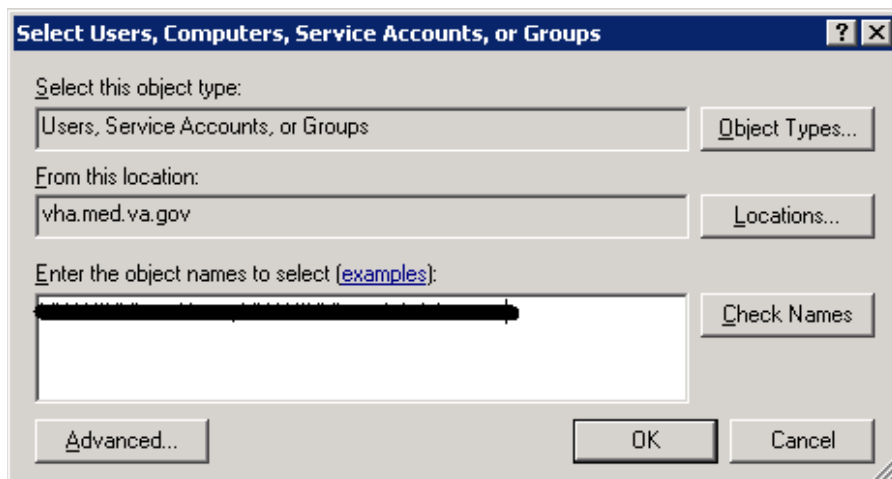 Select Users, Computers, Service Accounts, or Groups
Select this object type:
Users, Service Accounts, or Groups
Object Types...
From this location:
vha.med.va.gov
Locations...
Enter the object names to select (examples):
Check Names
Advanced...
OK
Cancel